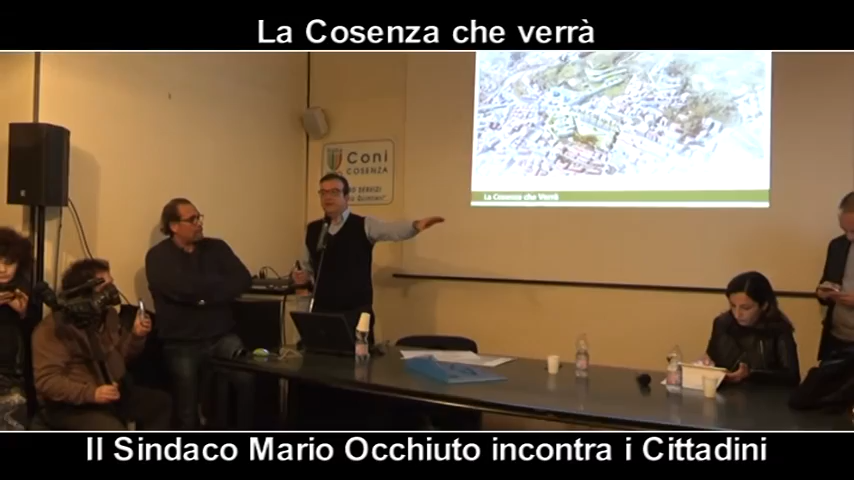 La Cosenza che verrà
Coni
COSENZA
La Cosenza che Verrà
Il Sindaco Mario Occhiuto incontra i Cittadini